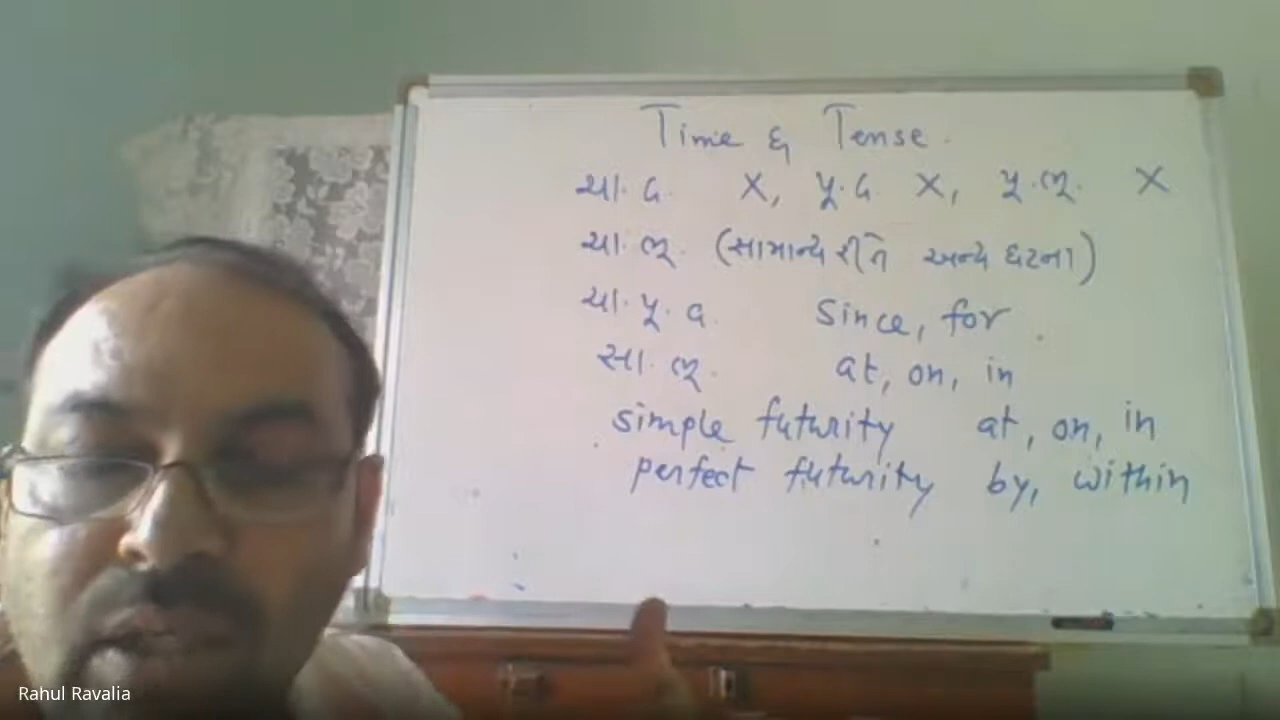 Time & Tense.
ચા. વ. X, પૂ. વ. X, પૂ. ભૂ. X
ચા. ભૂ. (સામાન્ય રીતે અન્ય ઘટના)
ચા. પૂ. વ. Since, for.
સા. ભૂ. at, on, in
simple futurity at, on, in
perfect futurity by, within
Rahul Ravalia